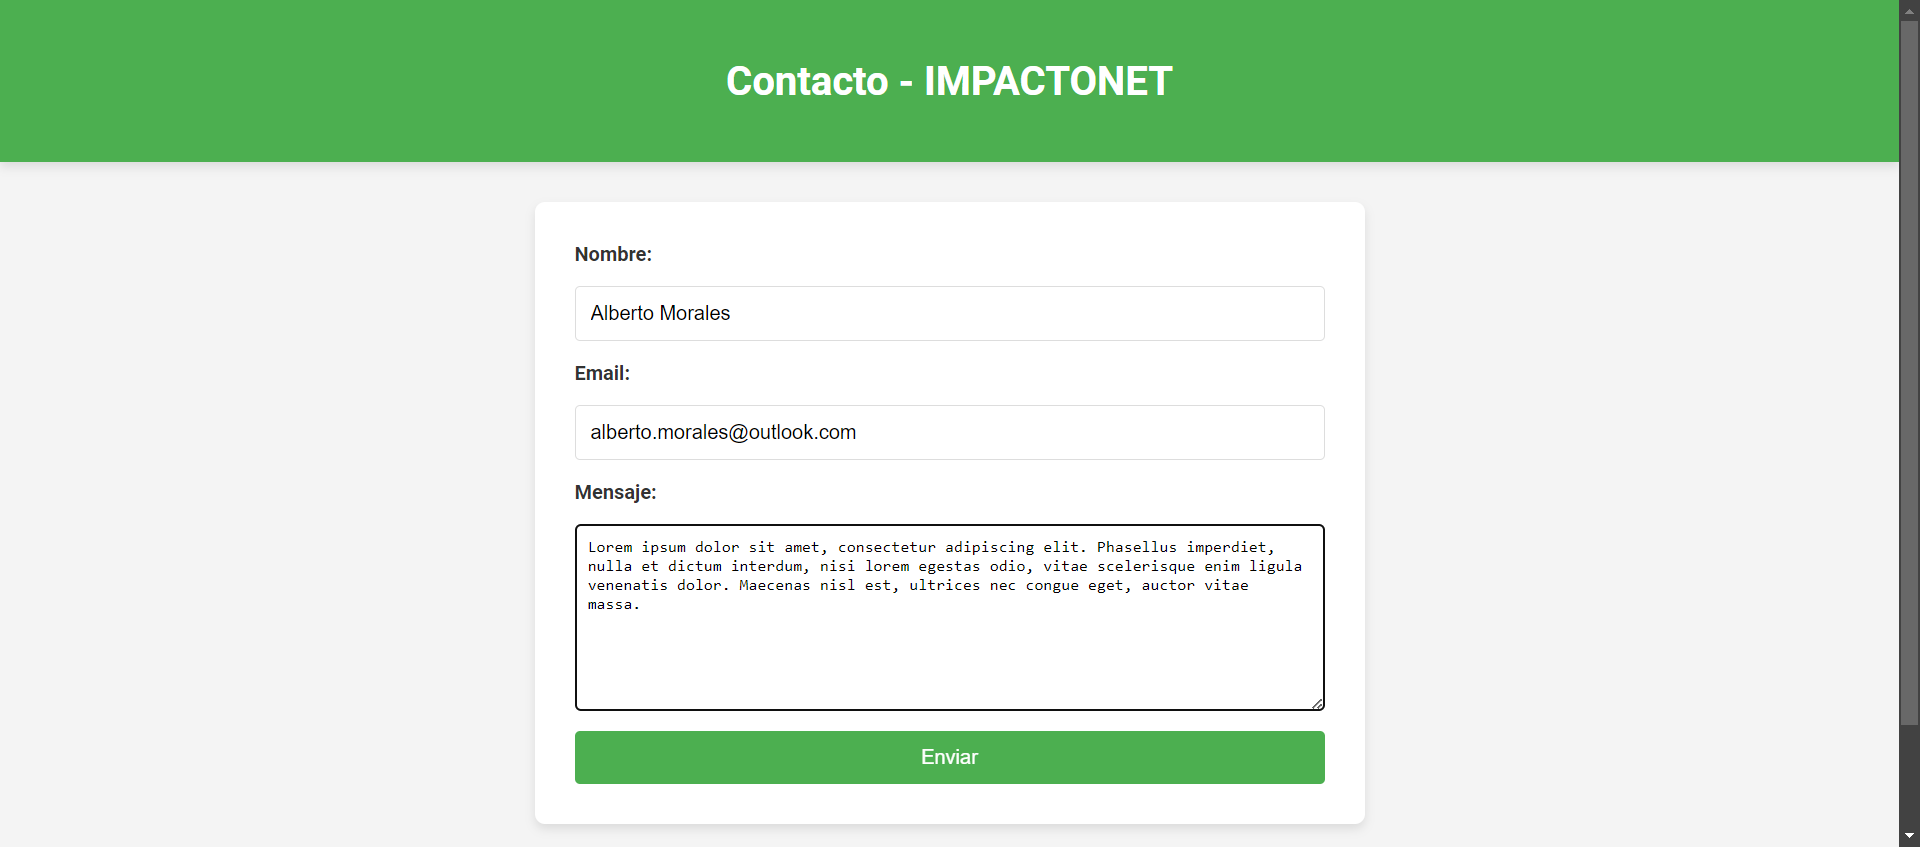 Contacto - IMPACTONET
Nombre:
Alberto Morales
Email:
alberto.morales@outlook.com
Mensaje:
Lorem ipsum dolor sit amet, consectetur adipiscing elit. Phasellus imperdiet,
nulla et dictum interdum, nisi lorem egestas odio, vitae scelerisque enim ligula
venenatis dolor. Maecenas nisl est, ultrices nec congue eget, auctor vitae
massa.
Enviar